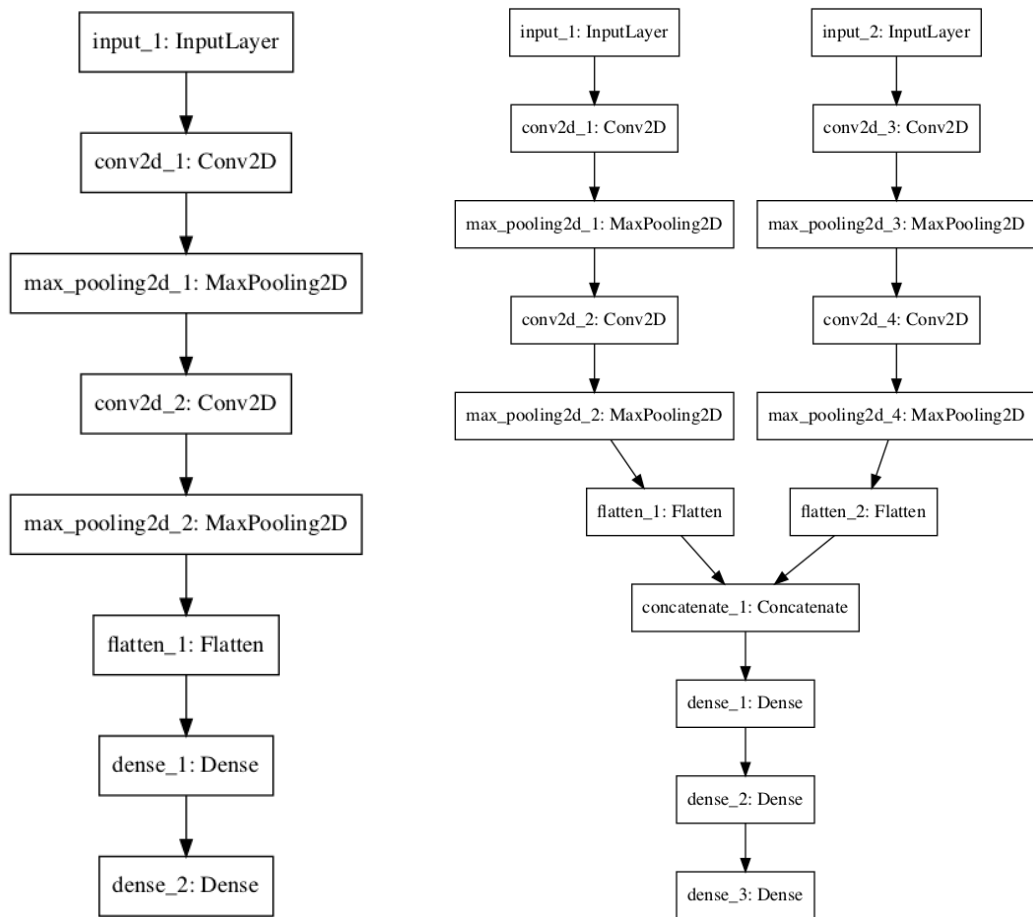 input_1: InputLayer
conv2d_1: Conv2D
max_pooling2d_1: MaxPooling2D
conv2d_2: Conv2D
max_pooling2d_2: MaxPooling2D
flatten_1: Flatten
dense_1: Dense
dense_2: Dense
input_1: InputLayer
input_2: InputLayer
conv2d_1: Conv2D
conv2d_3: Conv2D
max_pooling2d_1: MaxPooling2D
max_pooling2d_3: MaxPooling2D
conv2d_2: Conv2D
conv2d_4: Conv2D
max_pooling2d_2: MaxPooling2D
max_pooling2d_4: MaxPooling2D
flatten_1: Flatten
flatten_2: Flatten
concatenate_1: Concatenate
dense_1: Dense
dense_2: Dense
dense_3: Dense